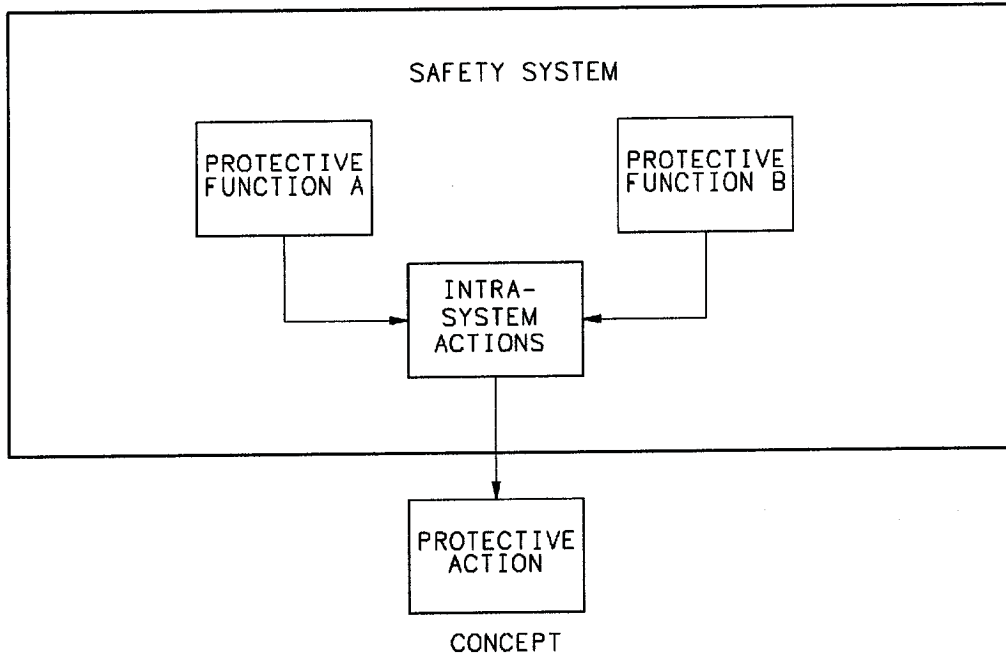 SAFETY SYSTEM
PROTECTIVE
FUNCTION A
PROTECTIVE
FUNCTION B
INTRA-
SYSTEM
ACTIONS
PROTECTIVE
ACTION
CONCEPT